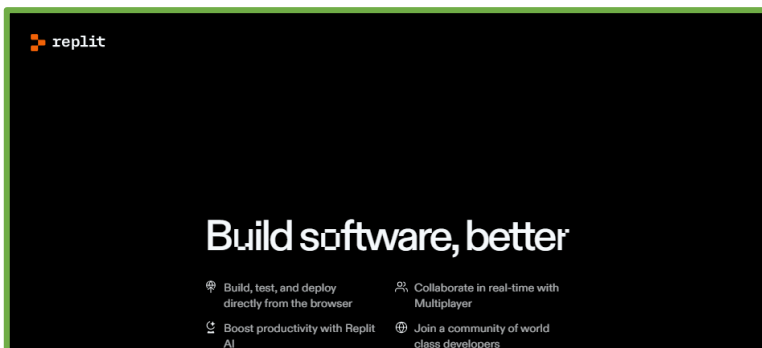 replit
Build software, better
Build, test, and deploy
directly from the browser
Collaborate in real-time with
Multiplayer
Boost productivity with Replit
AI
Join a community of world
class developers